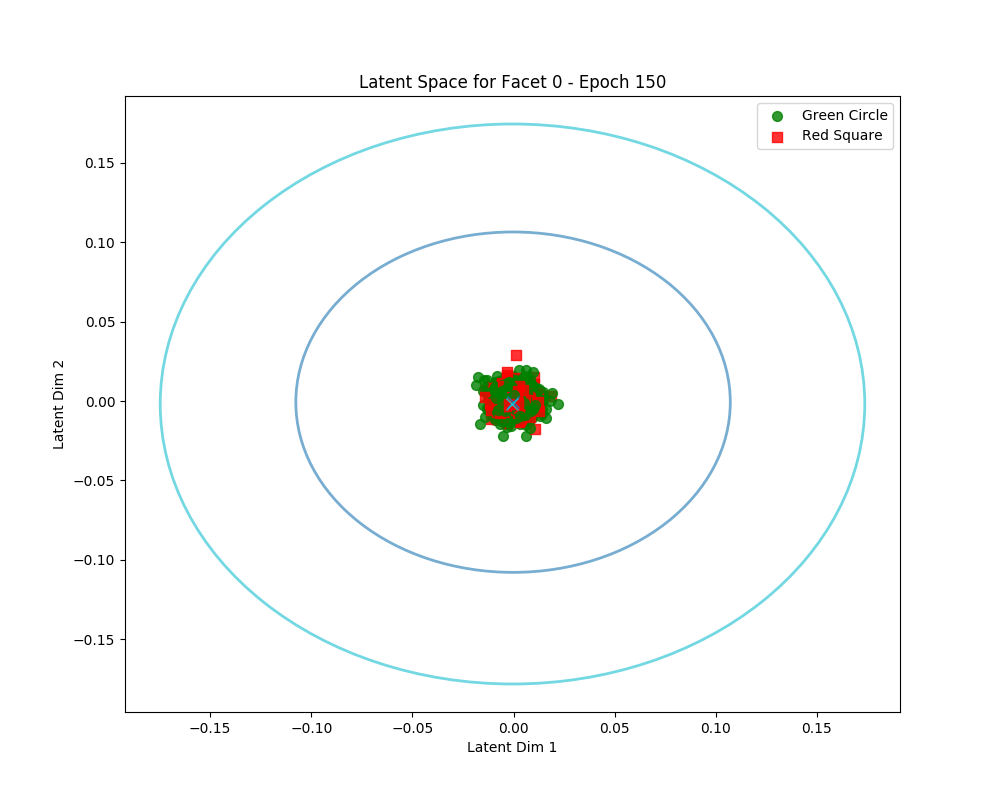 Latent Space for Facet 0 - Epoch 150
Green Circle
Red Square
0.15
0.10
0.05
0.00
−0.05
−0.10
−0.15
Latent Dim 2
−0.15 −0.10 −0.05 0.00 0.05 0.10 0.15
Latent Dim 1